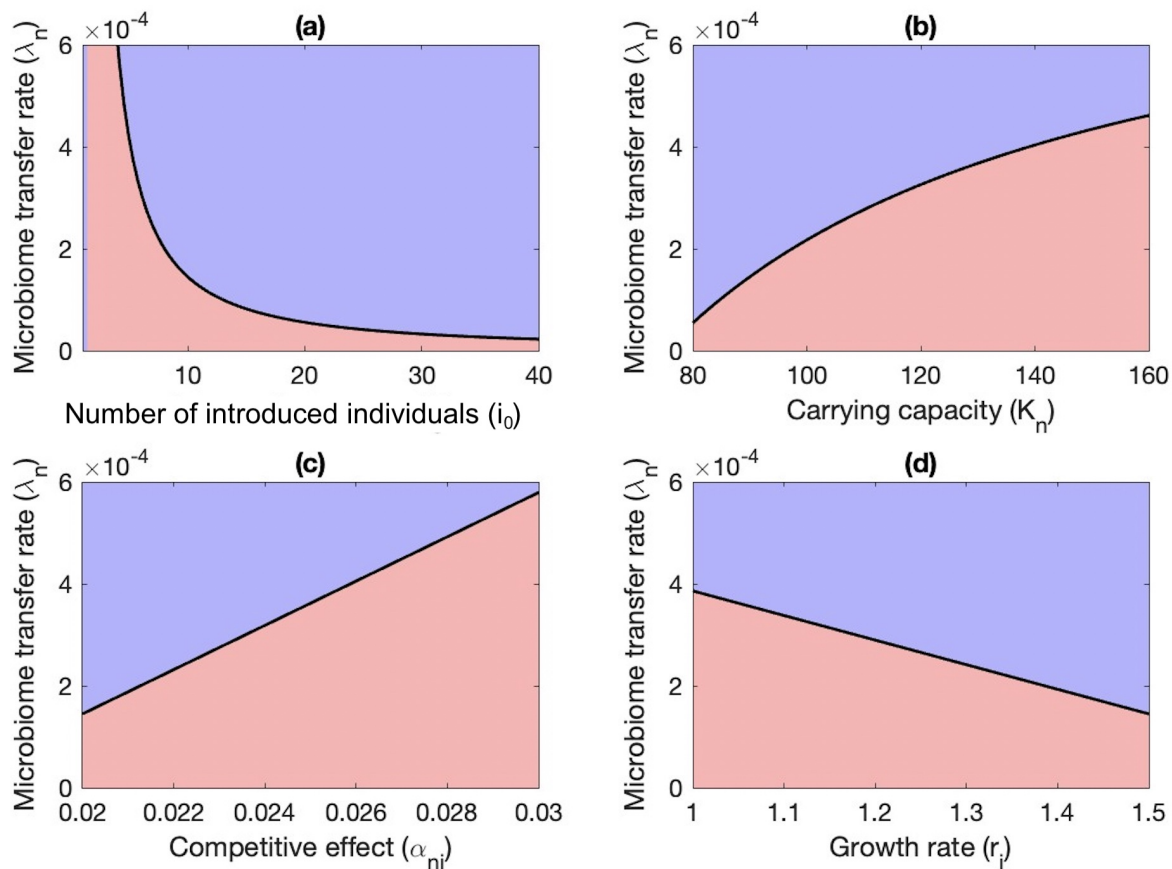 (a)
×10⁻⁴
Microbiome transfer rate (λₙ)
6
4
2
0
10 20 30 40
Number of introduced individuals (i₀)
(b)
×10⁻⁴
Microbiome transfer rate (λₙ)
6
4
2
0
80 100 120 140 160
Carrying capacity (Kₙ)
(c)
×10⁻⁴
Microbiome transfer rate (λₙ)
6
4
2
0
0.02 0.022 0.024 0.026 0.028 0.03
Competitive effect (αₙᵢ)
(d)
×10⁻⁴
Microbiome transfer rate (λₙ)
6
4
2
0
1 1.1 1.2 1.3 1.4 1.5
Growth rate (rᵢ)